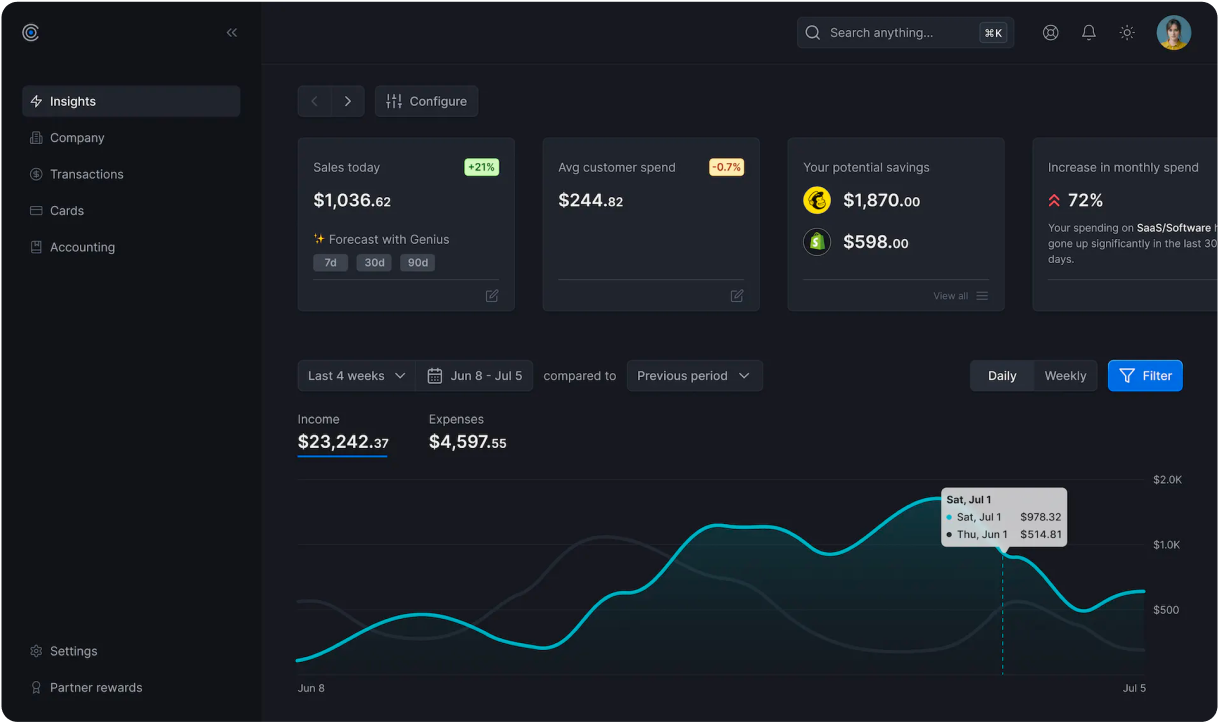 Search anything...
⌘K
Insights
Company
Transactions
Cards
Accounting
Settings
Partner rewards
Configure
Sales today
+21%
$1,036.62
✨ Forecast with Genius
7d 30d 90d
Avg customer spend
-0.7%
$244.82
Your potential savings
$1,870.00
$598.00
View all
Increase in monthly spend
72%
Your spending on SaaS/Software
gone up significantly in the last 30
days.
Last 4 weeks
Jun 8 - Jul 5
compared to
Previous period
Daily
Weekly
Filter
Income
$23,242.37
Expenses
$4,597.55
Sat, Jul 1
Sat, Jul 1 $978.32
Thu, Jun 1 $514.81
$2.0K
$1.0K
$500
Jun 8
Jul 5